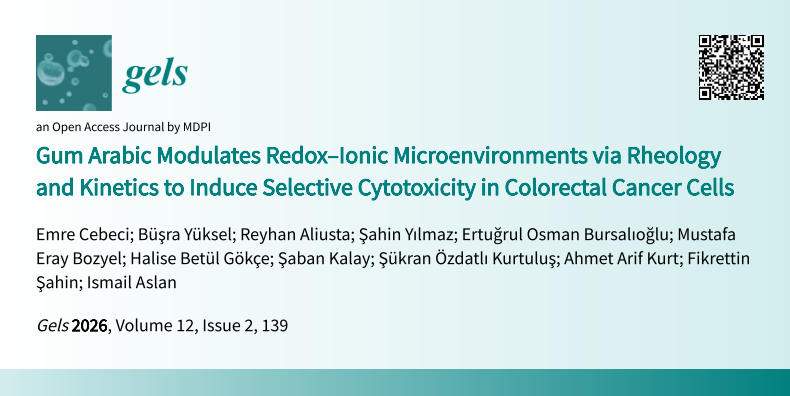 gels
an Open Access Journal by MDPI
Gum Arabic Modulates Redox–Ionic Microenvironments via Rheology
and Kinetics to Induce Selective Cytotoxicity in Colorectal Cancer Cells
Emre Cebeci; Büşra Yüksel; Reyhan Aliusta; Şahin Yılmaz; Ertuğrul Osman Bursalıoğlu; Mustafa
Eray Bozyel; Halise Betül Gökçe; Şaban Kalay; Şükran Özdatlı Kurtuluş; Ahmet Arif Kurt; Fikrettin
Şahin; Ismail Aslan
Gels 2026, Volume 12, Issue 2, 139